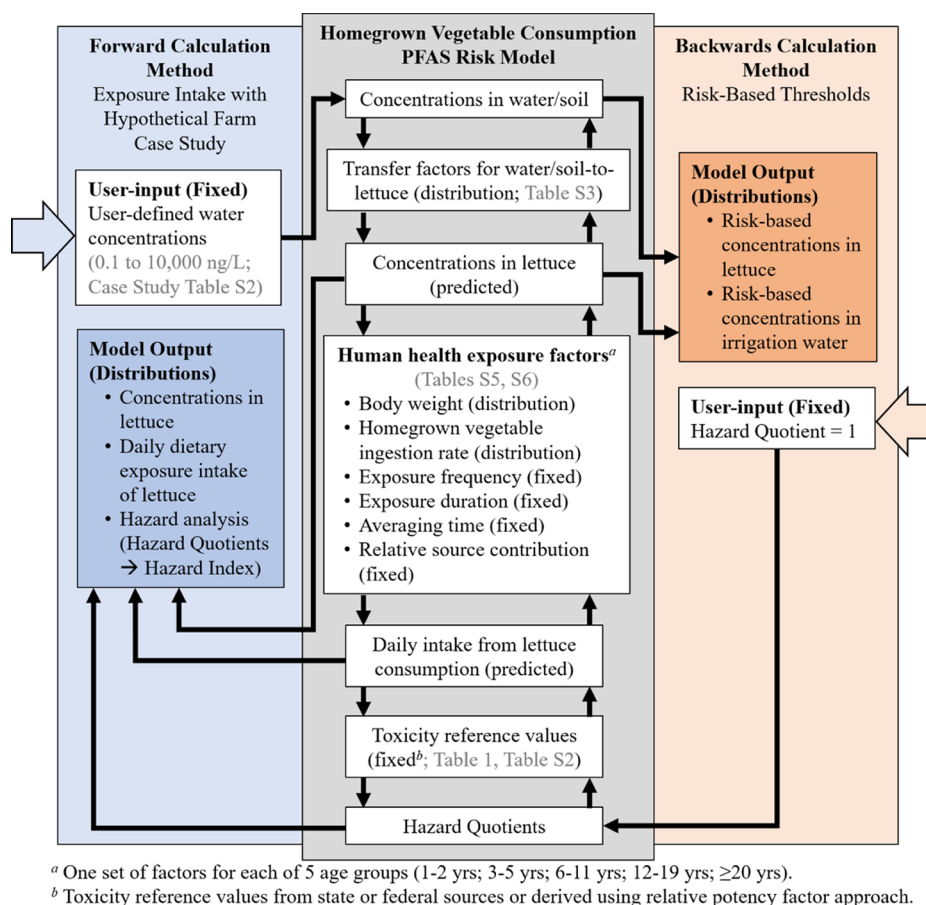 Forward Calculation
Method
Exposure Intake with
Hypothetical Farm
Case Study
User-input (Fixed)
User-defined water
concentrations
(0.1 to 10,000 ng/L;
Case Study Table S2)
Model Output
(Distributions)
• Concentrations in
lettuce
• Daily dietary
exposure intake
of lettuce
• Hazard analysis
(Hazard Quotients
→ Hazard Index)
Homegrown Vegetable Consumption
PFAS Risk Model
Concentrations in water/soil
Transfer factors for water/soil-to-
lettuce (distribution; Table S3)
Concentrations in lettuce
(predicted)
Human health exposure factorsᵃ
(Tables S5, S6)
• Body weight (distribution)
• Homegrown vegetable
ingestion rate (distribution)
• Exposure frequency (fixed)
• Exposure duration (fixed)
• Averaging time (fixed)
• Relative source contribution
(fixed)
Daily intake from lettuce
consumption (predicted)
Toxicity reference values
(fixedᵇ; Table 1, Table S2)
Hazard Quotients
Backwards Calculation
Method
Risk-Based Thresholds
Model Output
(Distributions)
• Risk-based
concentrations in
lettuce
• Risk-based
concentrations in
irrigation water
User-input (Fixed)
Hazard Quotient = 1
ᵃ One set of factors for each of 5 age groups (1-2 yrs; 3-5 yrs; 6-11 yrs; 12-19 yrs; ≥20 yrs).
ᵇ Toxicity reference values from state or federal sources or derived using relative potency factor approach.